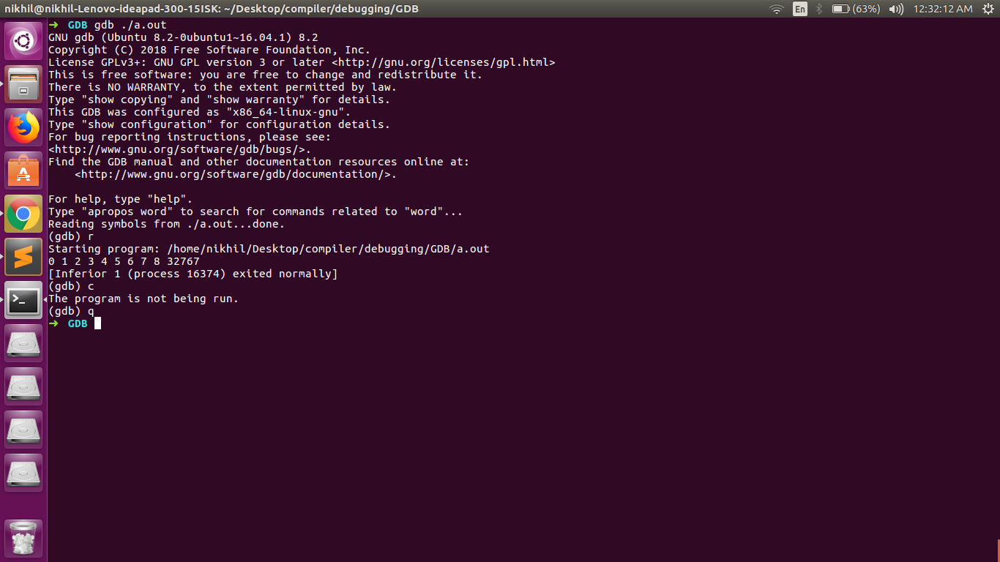 nikhil@nikhil-Lenovo-ideapad-300-15ISK: ~/Desktop/compiler/debugging/GDB
En (63%) 12:32:12 AM
➜  GDB gdb ./a.out
GNU gdb (Ubuntu 8.2-0ubuntu1~16.04.1) 8.2
Copyright (C) 2018 Free Software Foundation, Inc.
License GPLv3+: GNU GPL version 3 or later <http://gnu.org/licenses/gpl.html>
This is free software: you are free to change and redistribute it.
There is NO WARRANTY, to the extent permitted by law.
Type "show copying" and "show warranty" for details.
This GDB was configured as "x86_64-linux-gnu".
Type "show configuration" for configuration details.
For bug reporting instructions, please see:
<http://www.gnu.org/software/gdb/bugs/>.
Find the GDB manual and other documentation resources online at:
    <http://www.gnu.org/software/gdb/documentation/>.

For help, type "help".
Type "apropos word" to search for commands related to "word"...
Reading symbols from ./a.out...done.
(gdb) r
Starting program: /home/nikhil/Desktop/compiler/debugging/GDB/a.out
0 1 2 3 4 5 6 7 8 32767
[Inferior 1 (process 16374) exited normally]
(gdb) c
The program is not being run.
(gdb) q
➜  GDB